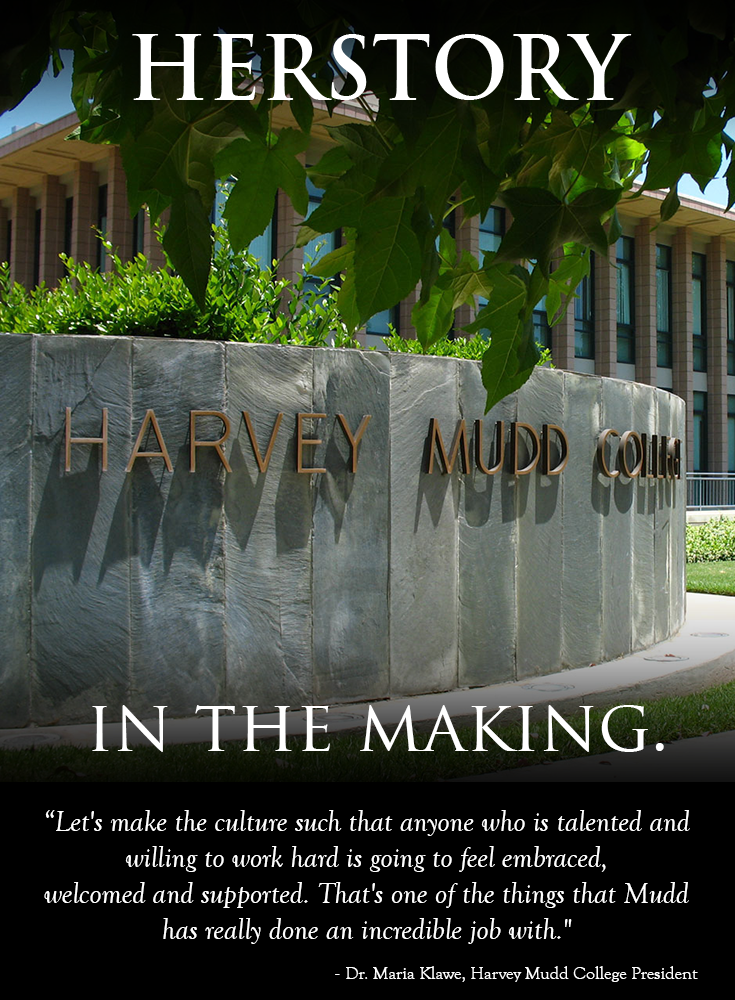 HERSTORY
HARVEY MUDD COLLEGE
IN THE MAKING.
“Let's make the culture such that anyone who is talented and
willing to work hard is going to feel embraced,
welcomed and supported. That's one of the things that Mudd
has really done an incredible job with."
- Dr. Maria Klawe, Harvey Mudd College President